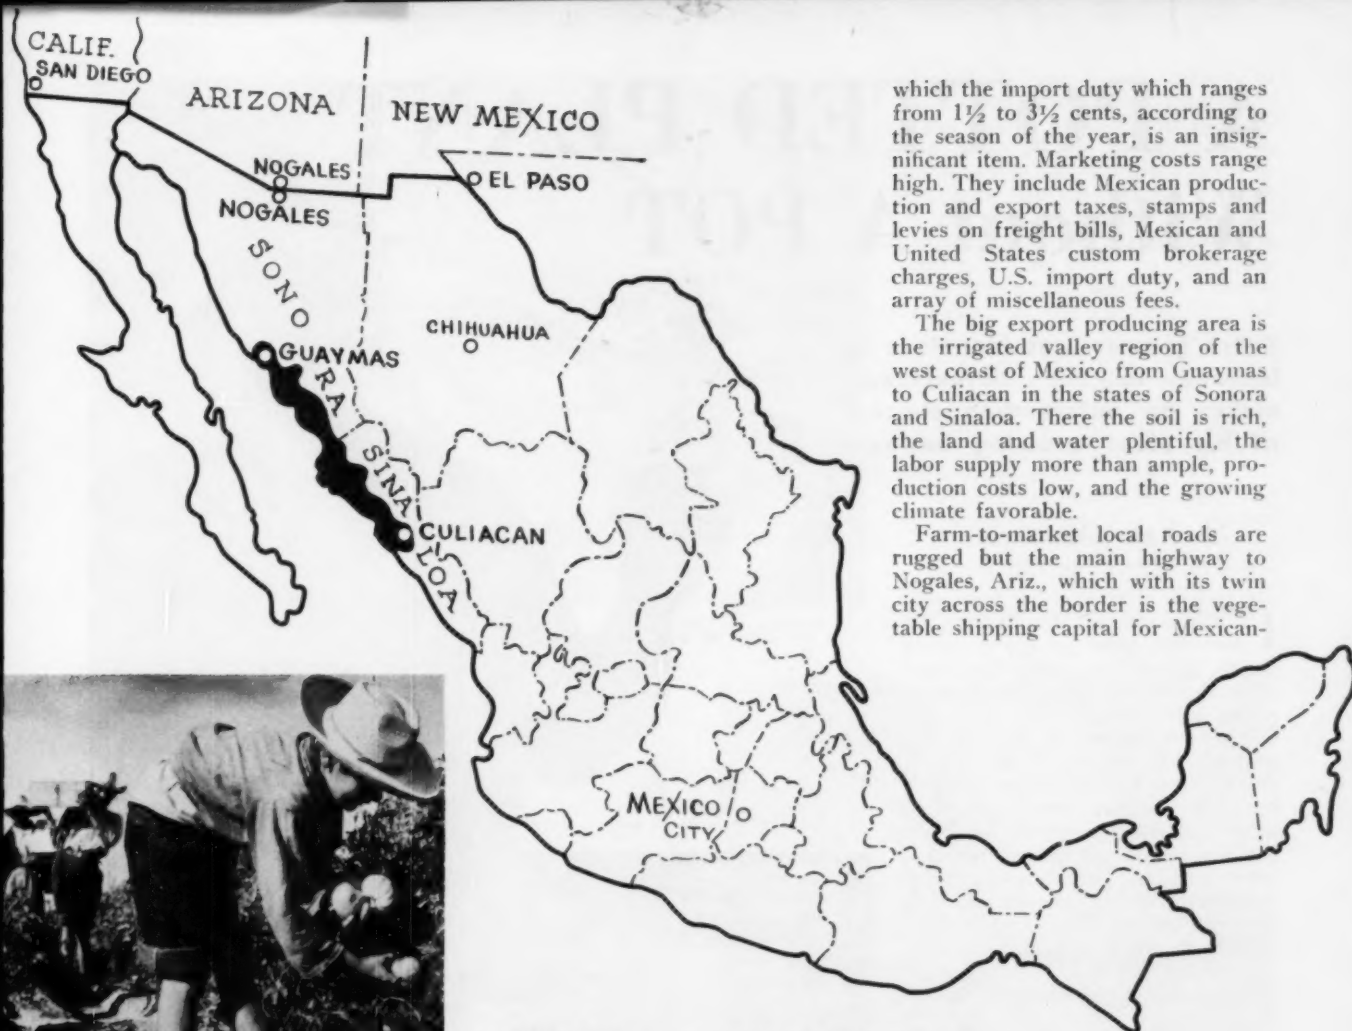 CALIF.
SAN DIEGO
ARIZONA
NEW MEXICO
NOGALES
NOGALES
EL PASO
SONORA
CHIHUAHUA
GUAYMAS
SINALOA
CULIACAN
MEXICO
CITY
which the import duty which ranges
from 1½ to 3½ cents, according to
the season of the year, is an insig-
nificant item. Marketing costs range
high. They include Mexican produc-
tion and export taxes, stamps and
levies on freight bills, Mexican and
United States custom brokerage
charges, U.S. import duty, and an
array of miscellaneous fees.
The big export producing area is
the irrigated valley region of the
west coast of Mexico from Guaymas
to Culiacan in the states of Sonora
and Sinaloa. There the soil is rich,
the land and water plentiful, the
labor supply more than ample, pro-
duction costs low, and the growing
climate favorable.
Farm-to-market local roads are
rugged but the main highway to
Nogales, Ariz., which with its twin
city across the border is the vege-
table shipping capital for Mexican-